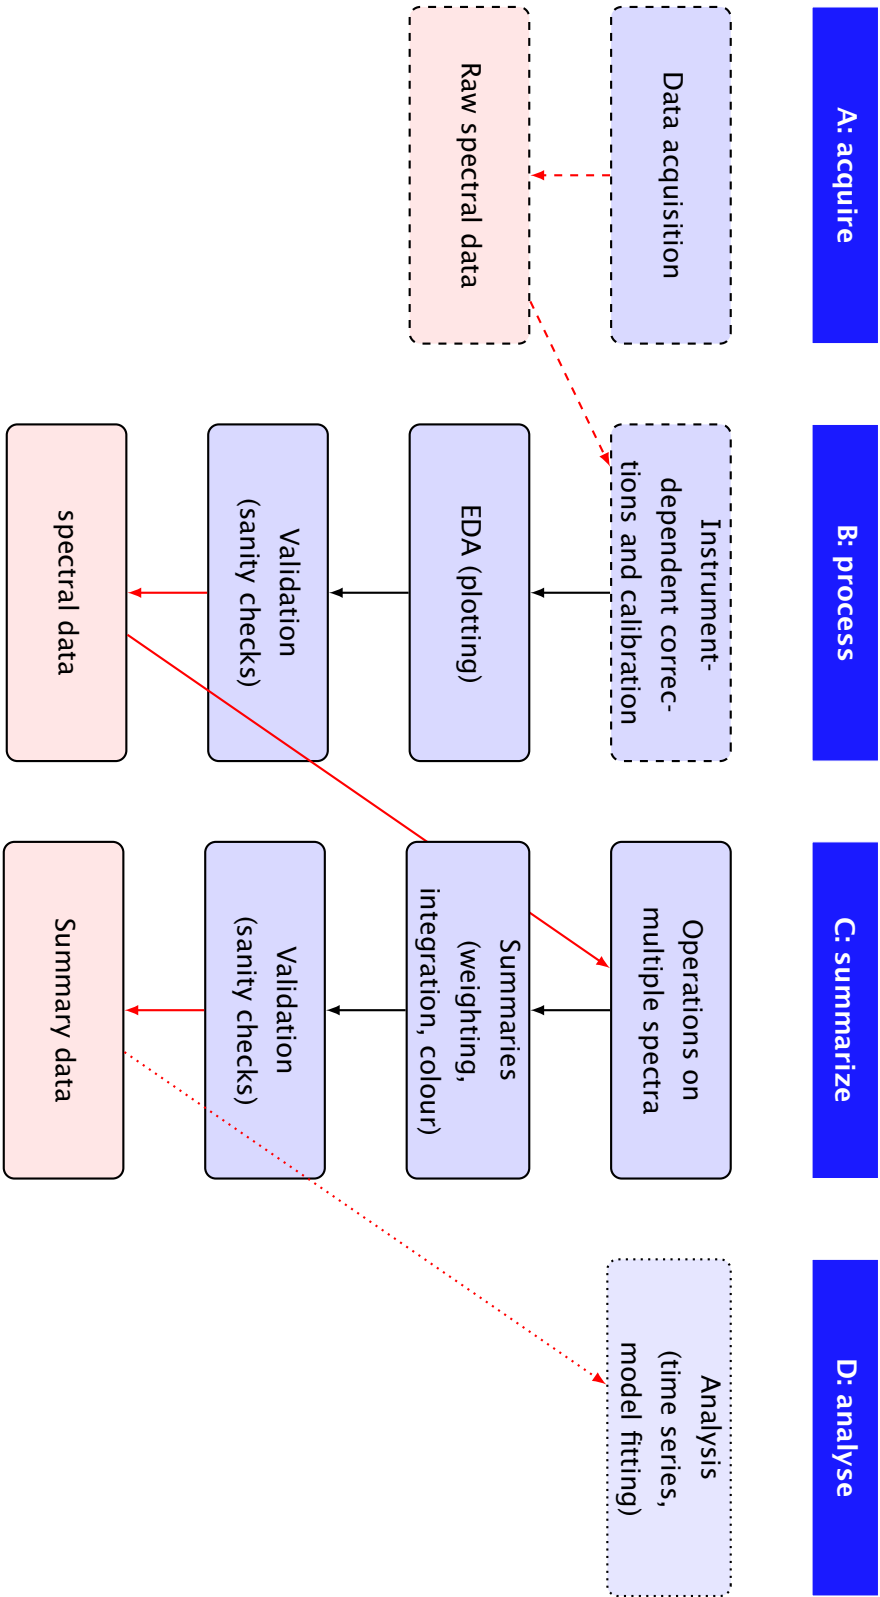 A: acquire
B: process
C: summarize
D: analyse
Data acquisition
Raw spectral data
Instrument-
dependent correc-
tions and calibration
EDA (plotting)
Validation
(sanity checks)
spectral data
Operations on
multiple spectra
Summaries
(weighting,
integration, colour)
Validation
(sanity checks)
Summary data
Analysis
(time series,
model fitting)